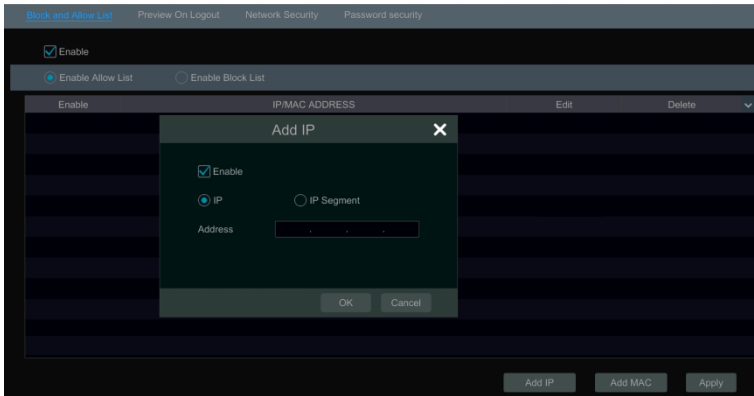 Block and Allow List Preview On Logout Network Security Password security
Enable
Enable Allow List Enable Block List
Enable IP/MAC ADDRESS Edit Delete
Add IP
Enable
IP IP Segment
Address . . .
OK Cancel
Add IP Add MAC Apply